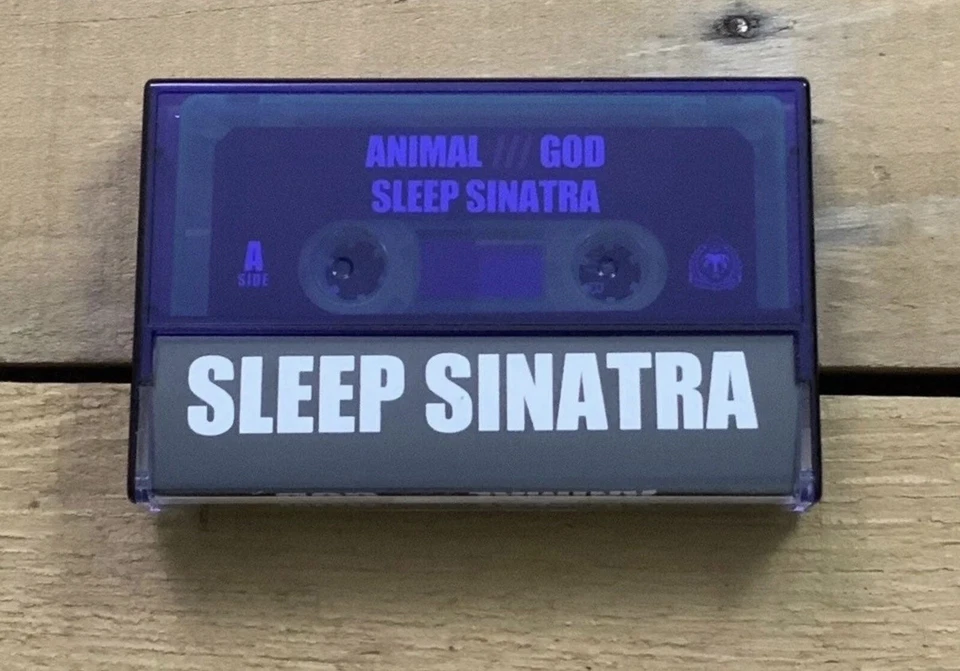 ANIMAL /// GOD
SLEEP SINATRA
A
SIDE
SLEEP SINATRA